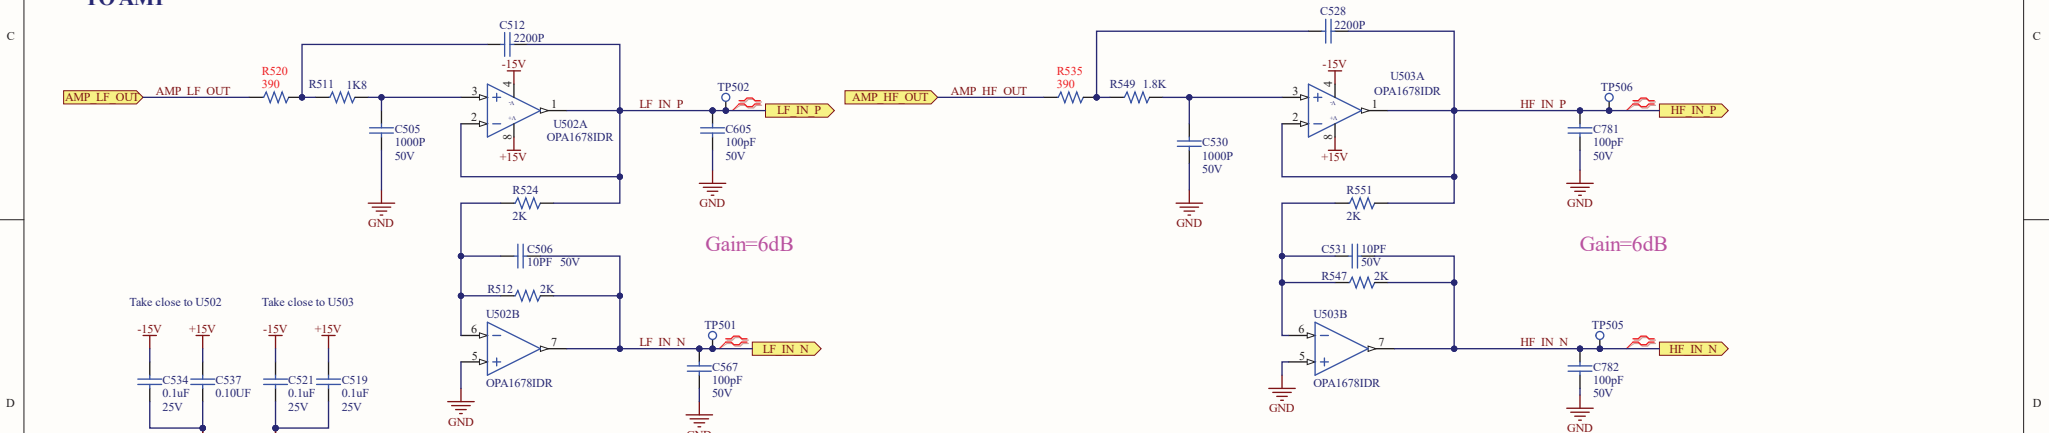 TO AMP
C
C512
2200P
-15V
4
R520
390
R511
1K8
AMP_LF_OUT
AMP_LF_OUT
3
2
1
-A
+A
8
+15V
U502A
OPA1678IDR
C505
1000P
50V
GND
LF_IN_P
TP502
LF_IN_P
C605
100pF
50V
GND
R524
2K
C506
10PF 50V
R512
2K
U502B
6
5
7
OPA1678IDR
GND
Gain=6dB
LF_IN_N
TP501
LF_IN_N
C567
100pF
50V
GND
Take close to U502
-15V
+15V
C534
0.1uF
25V
C537
0.10UF
Take close to U503
-15V
+15V
C521
0.1uF
25V
C519
0.1uF
25V
D
C528
2200P
-15V
4
R535
390
R549
1.8K
AMP_HF_OUT
AMP_HF_OUT
3
2
1
-A
+A
8
+15V
U503A
OPA1678IDR
C530
1000P
50V
GND
HF_IN_P
TP506
HF_IN_P
C781
100pF
50V
GND
R551
2K
C531
10PF
50V
R547
2K
U503B
6
5
7
OPA1678IDR
GND
Gain=6dB
HF_IN_N
TP505
HF_IN_N
C782
100pF
50V
GND
C
D